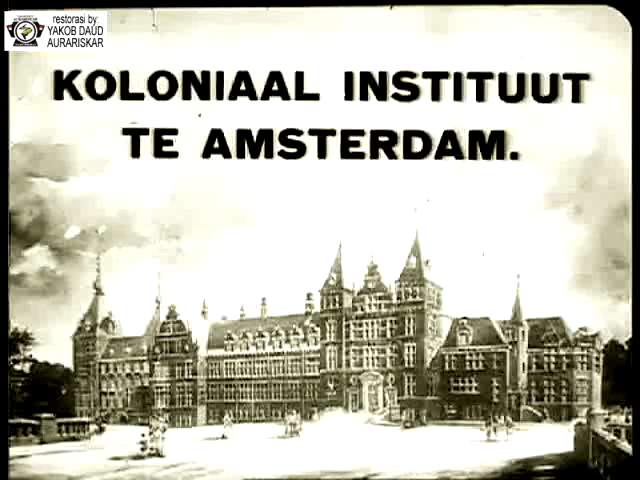 restorasi by:
YAKOB DAUD
AURARISKAR
KOLONIAAL INSTITUUT
TE AMSTERDAM.